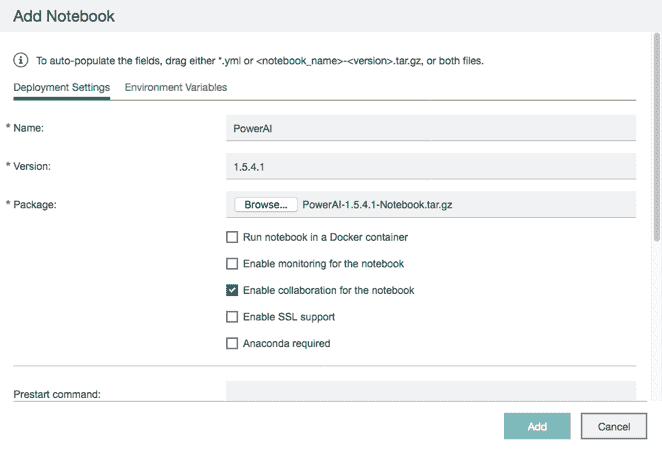 Add Notebook
To auto-populate the fields, drag either *.yml or <notebook_name>-<version>.tar.gz, or both files.
Deployment Settings Environment Variables
* Name: PowerAI
* Version: 1.5.4.1
* Package: Browse... PowerAI-1.5.4.1-Notebook.tar.gz
Run notebook in a Docker container
Enable monitoring for the notebook
Enable collaboration for the notebook
Enable SSL support
Anaconda required
Prestart command:
Add Cancel